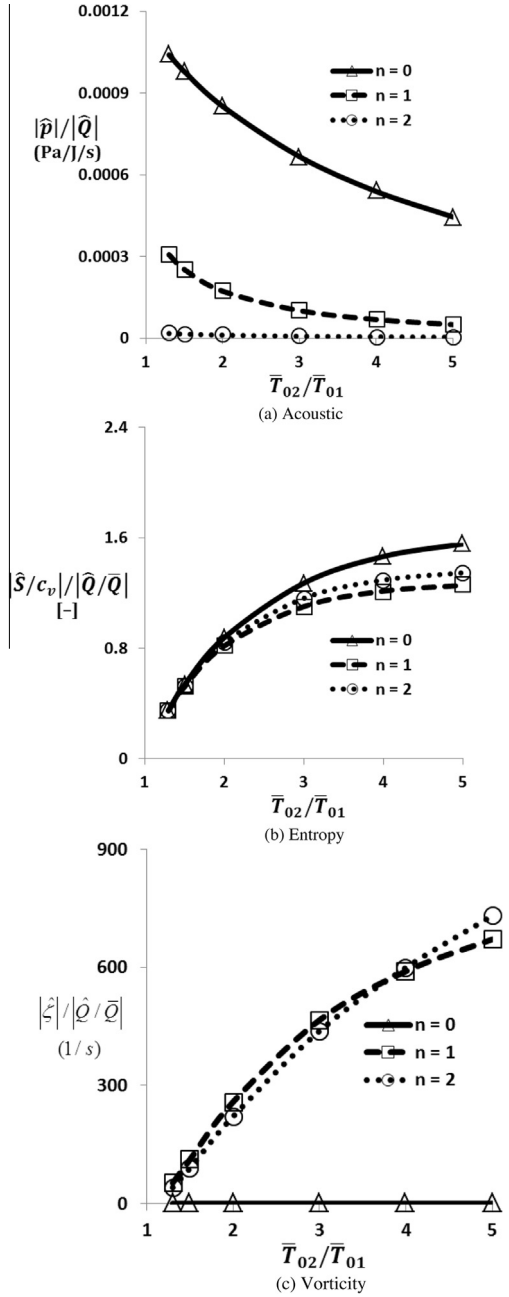 0.0012
0.0009
0.0006
0.0003
0
|p̂|/|Q̂|
(Pa/J/s)
n = 0
n = 1
n = 2
1 2 3 4 5
T̅₀₂/T̅₀₁
(a) Acoustic
2.4
1.6
0.8
0
|Ŝ/cᵥ|/|Q̂/Q̅|
[−]
n = 0
n = 1
n = 2
1 2 3 4 5
T̅₀₂/T̅₀₁
(b) Entropy
900
600
300
0
|ζ̂|/|Q̂/Q̅|
(1/s)
n = 0
n = 1
n = 2
1 2 3 4 5
T̅₀₂/T̅₀₁
(c) Vorticity